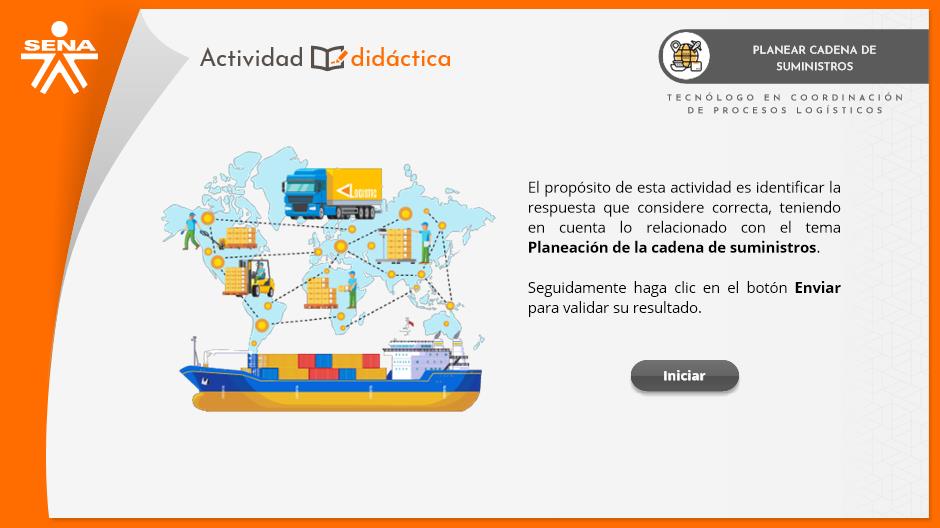 SENA
Actividad didáctica
PLANEAR CADENA DE
SUMINISTROS
TECNÓLOGO EN COORDINACIÓN
DE PROCESOS LOGÍSTICOS
LOGISTIC
El propósito de esta actividad es identificar la
respuesta que considere correcta, teniendo
en cuenta lo relacionado con el tema
Planeación de la cadena de suministros.
Seguidamente haga clic en el botón Enviar
para validar su resultado.
Iniciar